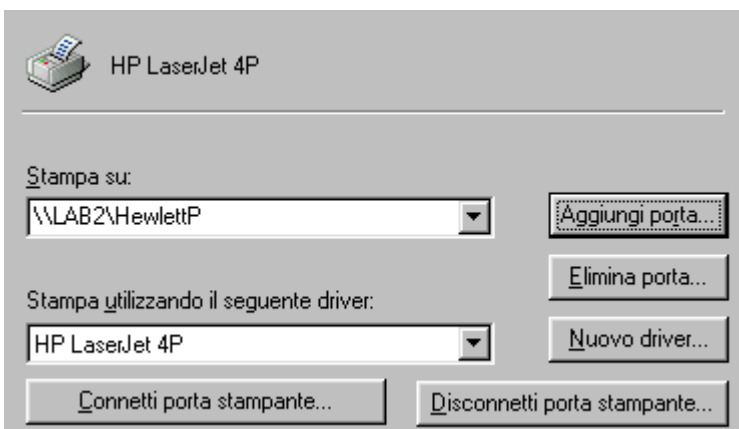 HP LaserJet 4P
Stampa su:
\\LAB2\HewlettP
Aggiungi porta...
Elimina porta...
Stampa utilizzando il seguente driver:
HP LaserJet 4P
Nuovo driver...
Connetti porta stampante...
Disconnetti porta stampante...